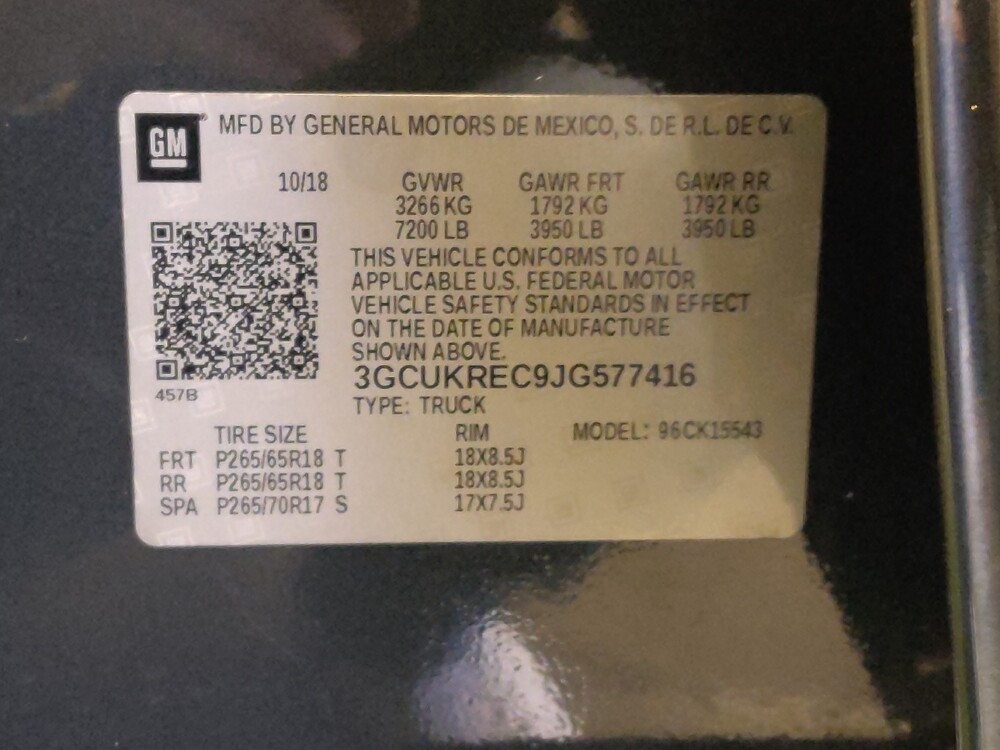 GM® MFD BY GENERAL MOTORS DE MEXICO, S. DE R.L. DE C.V.
10/18 GVWR GAWR FRT GAWR RR
3266 KG 1792 KG 1792 KG
7200 LB 3950 LB 3950 LB
THIS VEHICLE CONFORMS TO ALL
APPLICABLE U.S. FEDERAL MOTOR
VEHICLE SAFETY STANDARDS IN EFFECT
ON THE DATE OF MANUFACTURE
SHOWN ABOVE.
3GCUKREC9JG577416
457B
TYPE: TRUCK
TIRE SIZE RIM MODEL: 96CK15543
FRT P265/65R18 T 18X8.5J
RR P265/65R18 T 18X8.5J
SPA P265/70R17 S 17X7.5J